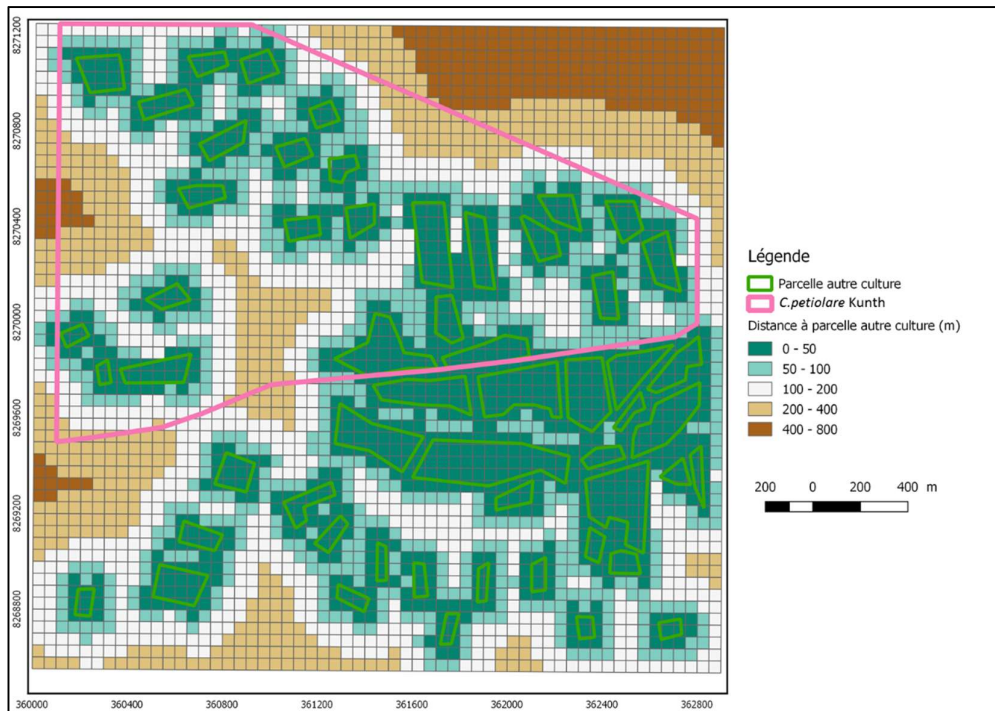 8271200
8270800
8270400
8270000
8269600
8269200
8268800
360000 360400 360800 361200 361600 362000 362400 362800
Légende
Parcelle autre culture
C.petiolare Kunth
Distance à parcelle autre culture (m)
0 - 50
50 - 100
100 - 200
200 - 400
400 - 800
200 0 200 400 m